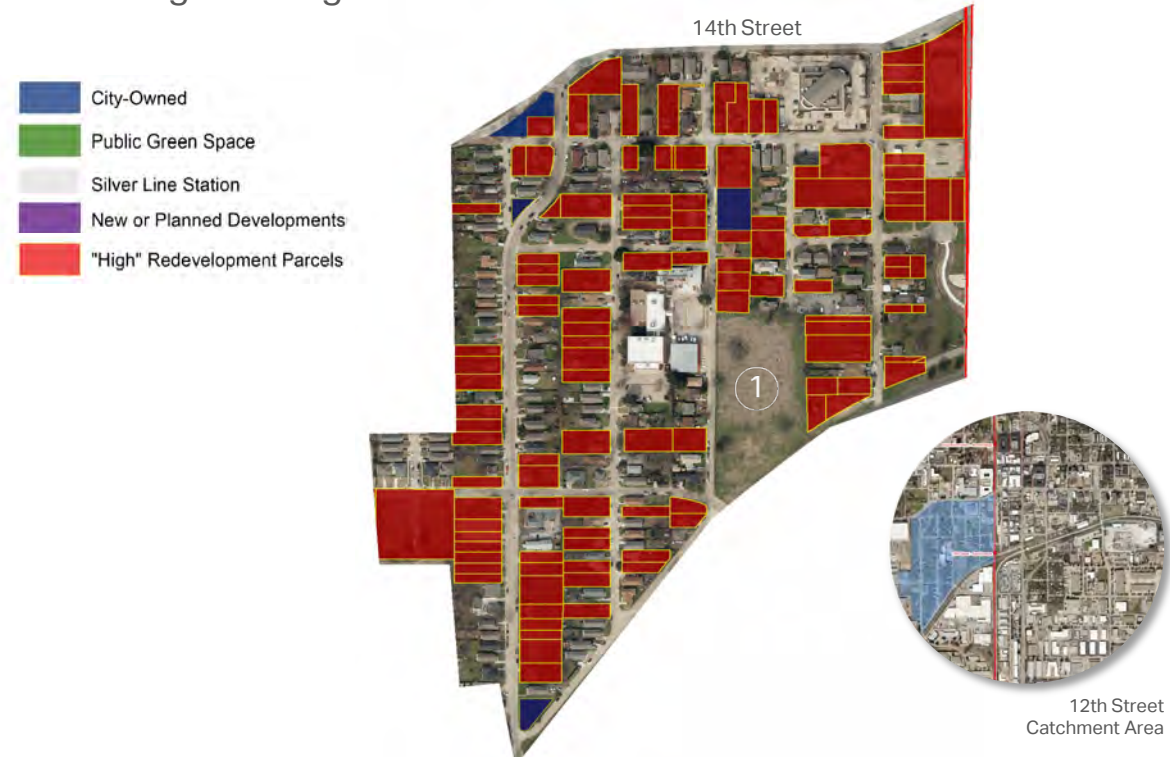 14th Street
City-Owned
Public Green Space
Silver Line Station
New or Planned Developments
"High" Redevelopment Parcels
1
12th Street
Catchment Area